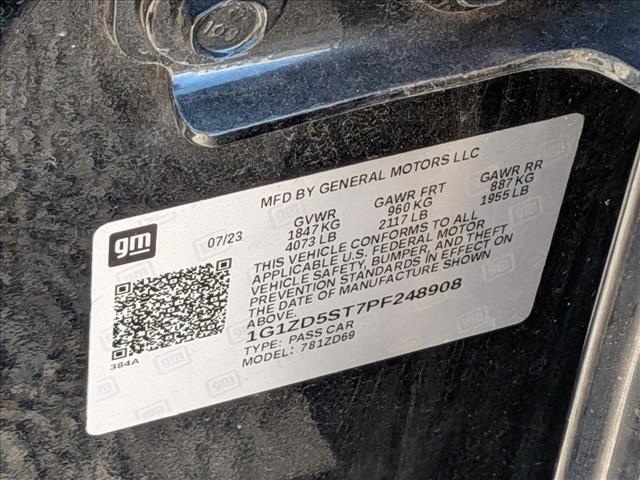 MFD BY GENERAL MOTORS LLC
gm
07/23
GVWR GAWR FRT GAWR RR
1847 KG 960 KG 887 KG
4073 LB 2117 LB 1955 LB
THIS VEHICLE CONFORMS TO ALL
APPLICABLE U.S. FEDERAL MOTOR
VEHICLE SAFETY, BUMPER, AND THEFT
PREVENTION STANDARDS IN EFFECT ON
THE DATE OF MANUFACTURE SHOWN
ABOVE.
1G1ZD5ST7PF248908
TYPE: PASS CAR
MODEL: 781ZD69
384A